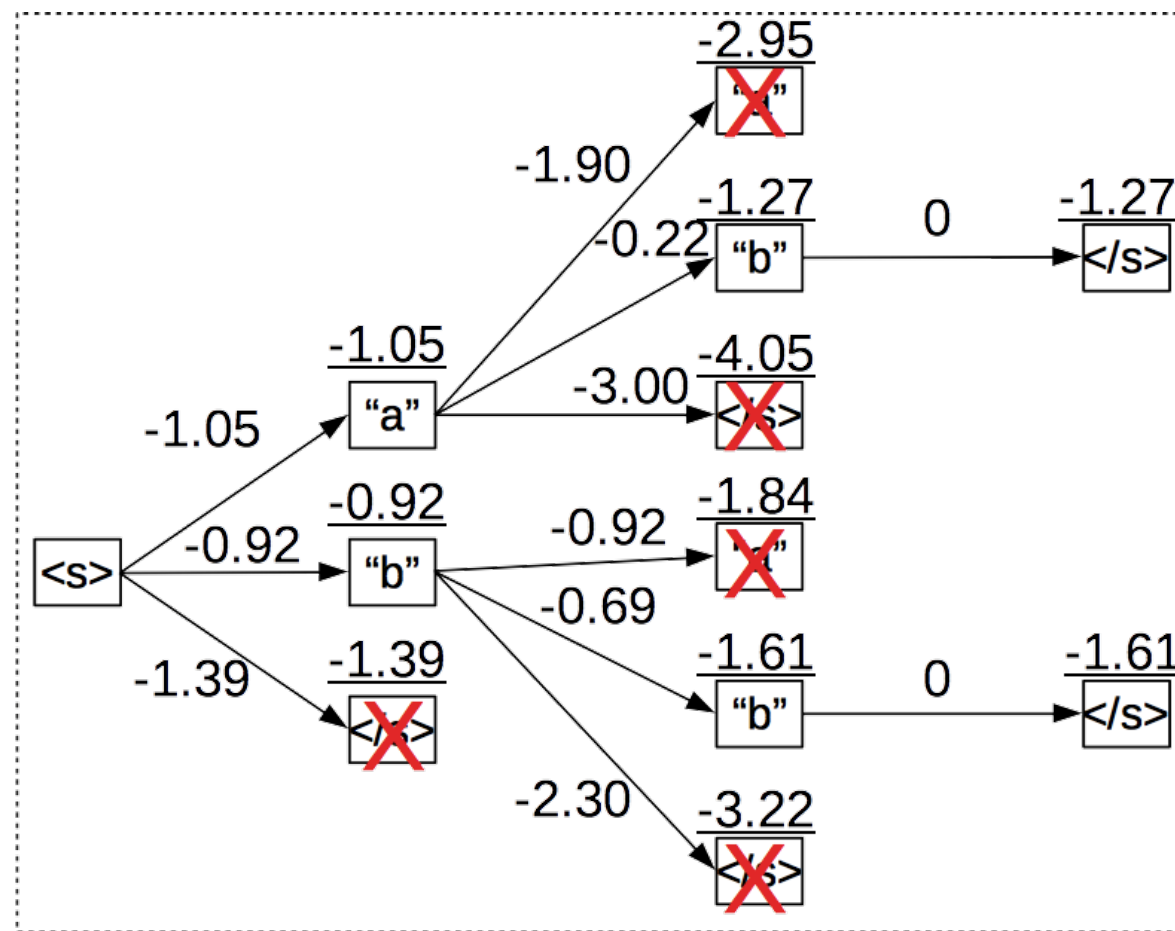 -2.95
"a"
-1.90
-1.27
-1.27
0
-0.22
"b"
</s>
-1.05
-4.05
-3.00
"a"
</s>
-1.05
-1.84
-0.92
-0.92
-0.92
"a"
<s>
"b"
-0.69
-1.39
-1.61
-1.61
0
-1.39
</s>
"b"
</s>
-2.30
-3.22
</s>